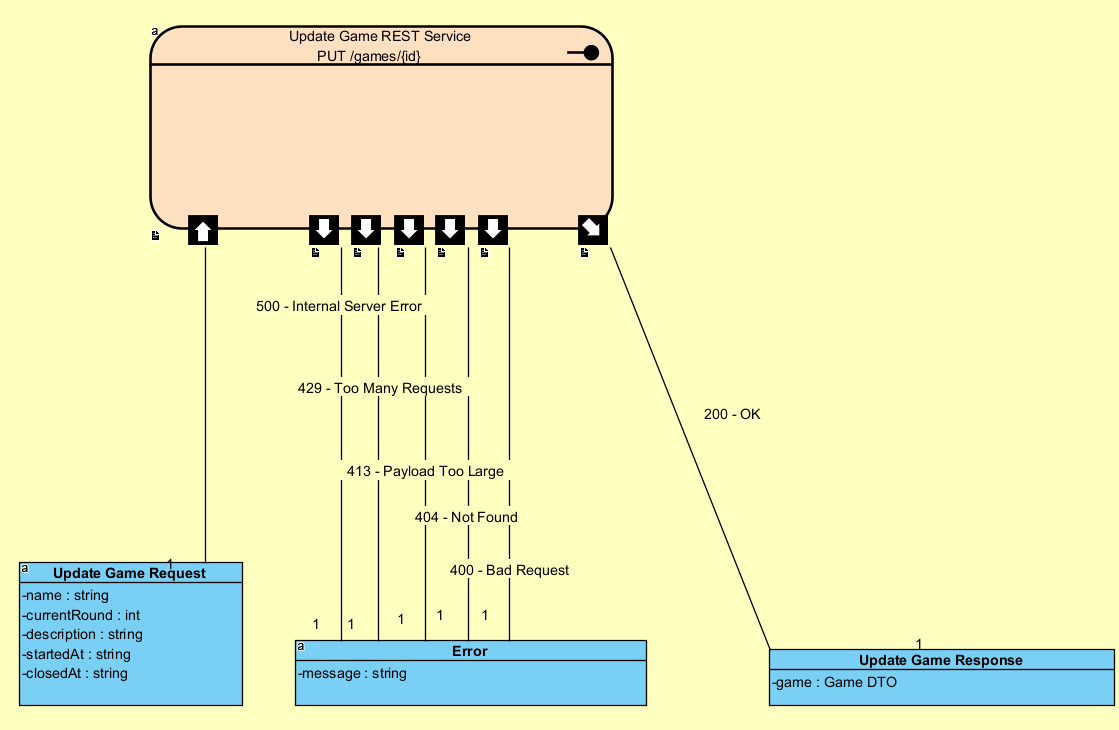 a
Update Game REST Service
PUT /games/{id}
500 - Internal Server Error
429 - Too Many Requests
200 - OK
413 - Payload Too Large
404 - Not Found
400 - Bad Request
1
a
Update Game Request
-name : string
-currentRound : int
-description : string
-startedAt : string
-closedAt : string
1
1
1
1
1
a
Error
-message : string
1
Update Game Response
-game : Game DTO